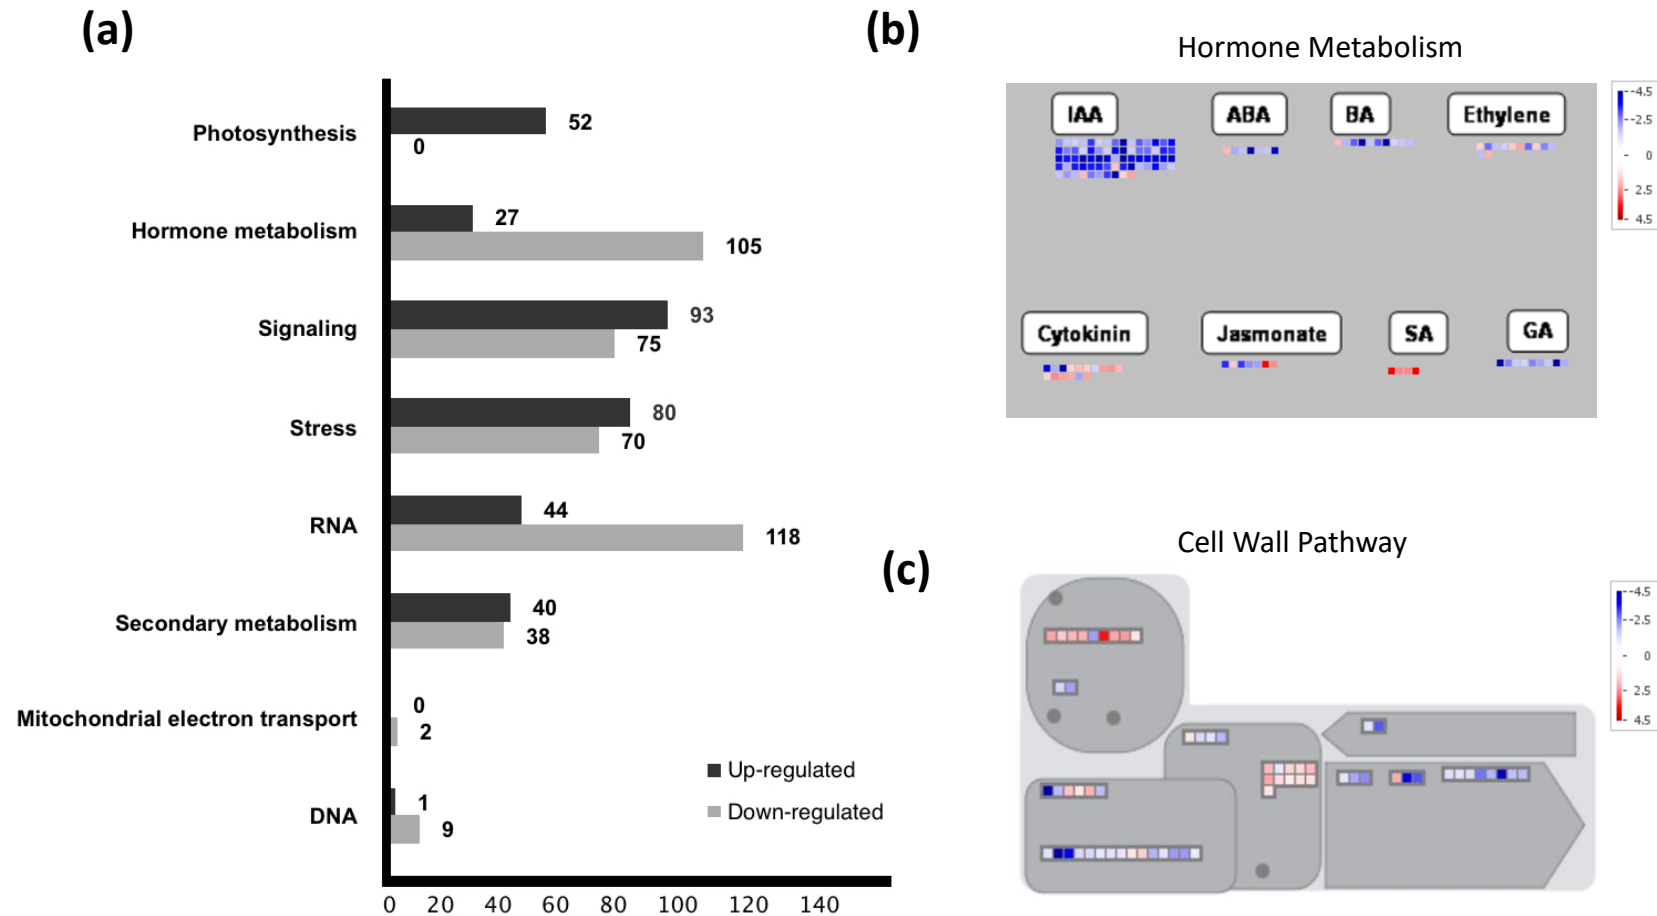 (a)
Photosynthesis
52
0
Hormone metabolism
27
105
Signaling
93
75
Stress
80
70
RNA
44
118
Secondary metabolism
40
38
Mitochondrial electron transport
0
2
DNA
1
9
Up-regulated
Down-regulated
0 20 40 60 80 100 120 140
(b)
Hormone Metabolism
IAA ABA BA Ethylene
Cytokinin Jasmonate SA GA
-4.5
-2.5
0
2.5
4.5
(c)
Cell Wall Pathway
-4.5
-2.5
0
2.5
4.5